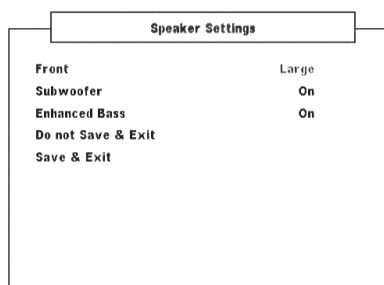 Speaker Settings
Front Large
Subwoofer On
Enhanced Bass On
Do not Save & Exit
Save & Exit